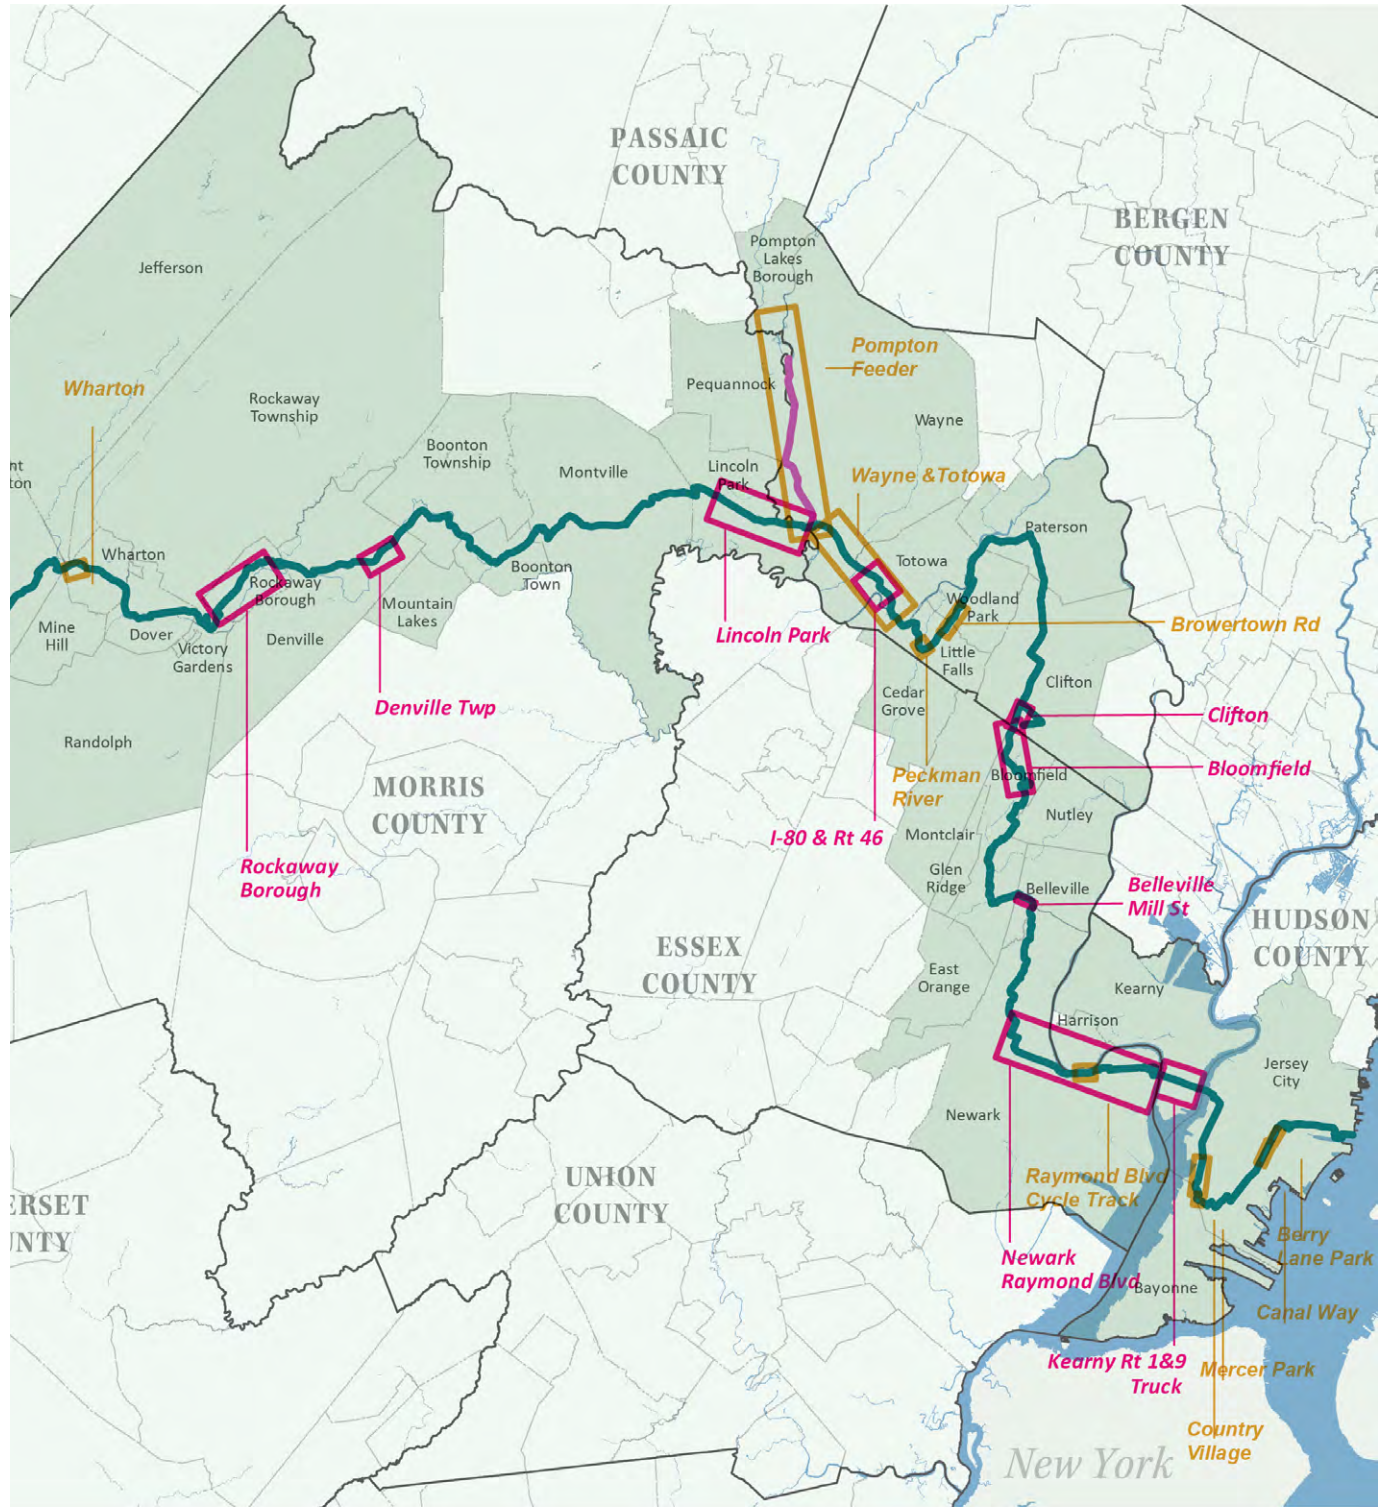 PASSAIC
COUNTY
BERGEN
COUNTY
Pompton
Lakes
Borough
Jefferson
Pompton
Feeder
Wharton
Pequannock
Rockaway
Township
Wayne
Boonton
Township
nt
ton
Montville
Lincoln
Park
Wayne &Totowa
Paterson
Wharton
Totowa
Boonton
Town
Rockaway
Borough
Woodland
Park
Mountain
Lakes
Mine
Hill
Dover
Lincoln Park
Browertown Rd
Denville
Victory
Gardens
Little
Falls
Clifton
Cedar
Grove
Denville Twp
Clifton
Randolph
Bloomfield
Bloomfield
Peckman
River
MORRIS
COUNTY
Nutley
I-80 & Rt 46
Montclair
Rockaway
Borough
Glen
Ridge
Belleville
Belleville
Mill St
HUDSON
COUNTY
ESSEX
COUNTY
East
Orange
Kearny
Harrison
Jersey
City
Newark
UNION
COUNTY
Raymond Blvd
Cycle Track
ERSET
NTY
Berry
Lane Park
Newark
Raymond Blvd
Bayonne
Canal Way
Kearny Rt 1&9
Truck
Mercer Park
Country
Village
New York